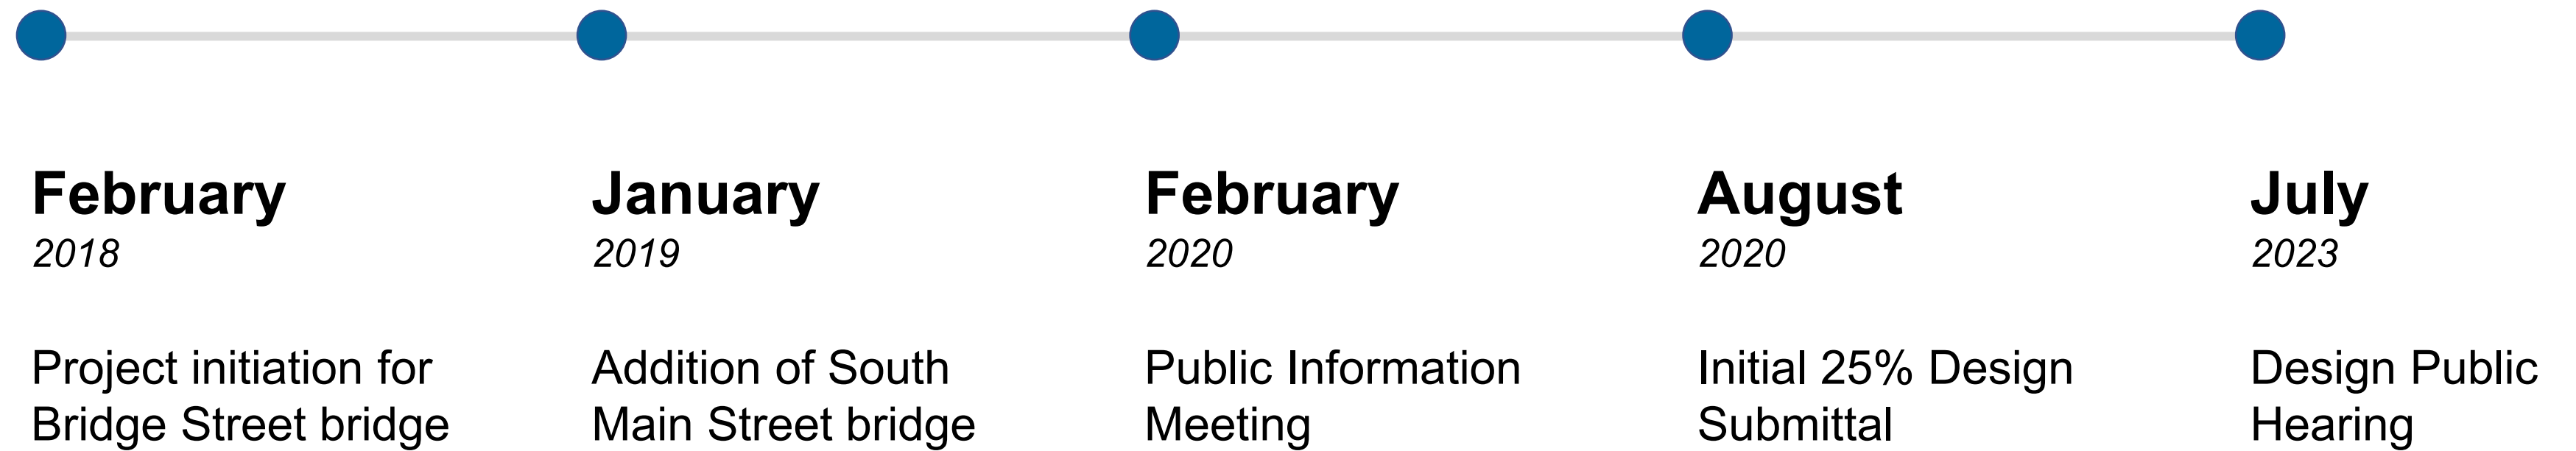 February
2018
Project initiation for
Bridge Street bridge
January
2019
Addition of South
Main Street bridge
February
2020
Public Information
Meeting
August
2020
Initial 25% Design
Submittal
July
2023
Design Public
Hearing